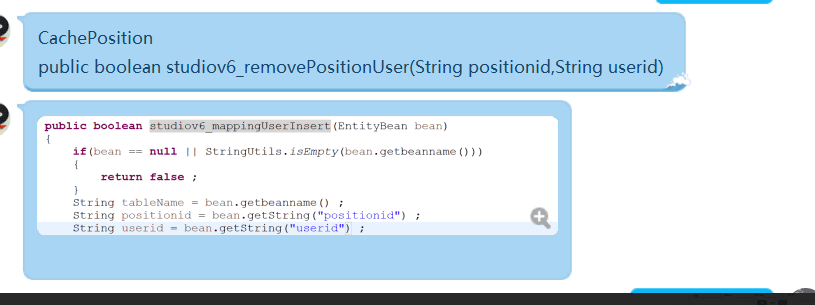 CachePosition
public boolean studiov6_removePositionUser(String positionid,String userid)
public boolean studiov6_mappingUserInsert(EntityBean bean)
{
if(bean == null || StringUtils.isEmpty(bean.getbeanname()))
{
return false ;
}
String tableName = bean.getbeanname() ;
String positionid = bean.getString("positionid") ;
String userid = bean.getString("userid") ;